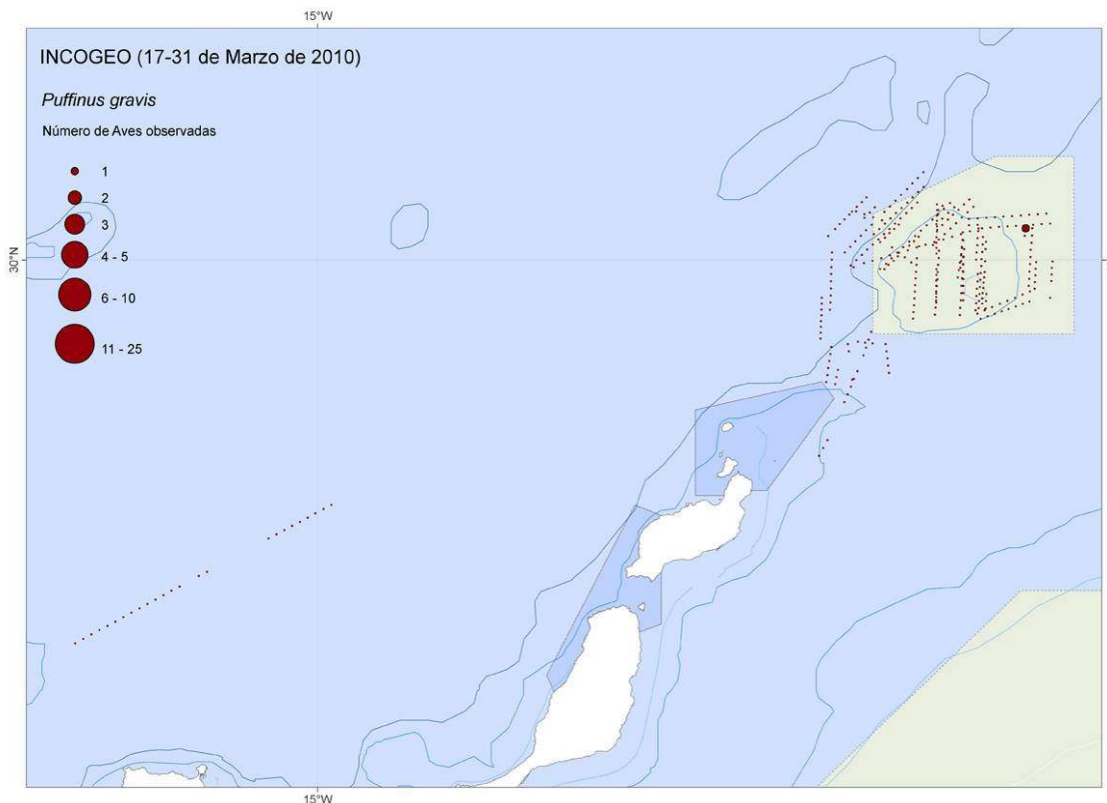 15°W
INCOGEO (17-31 de Marzo de 2010)
Puffinus gravis
Número de Aves observadas
1
2
3
4 - 5
6 - 10
11 - 25
30°N
15°W